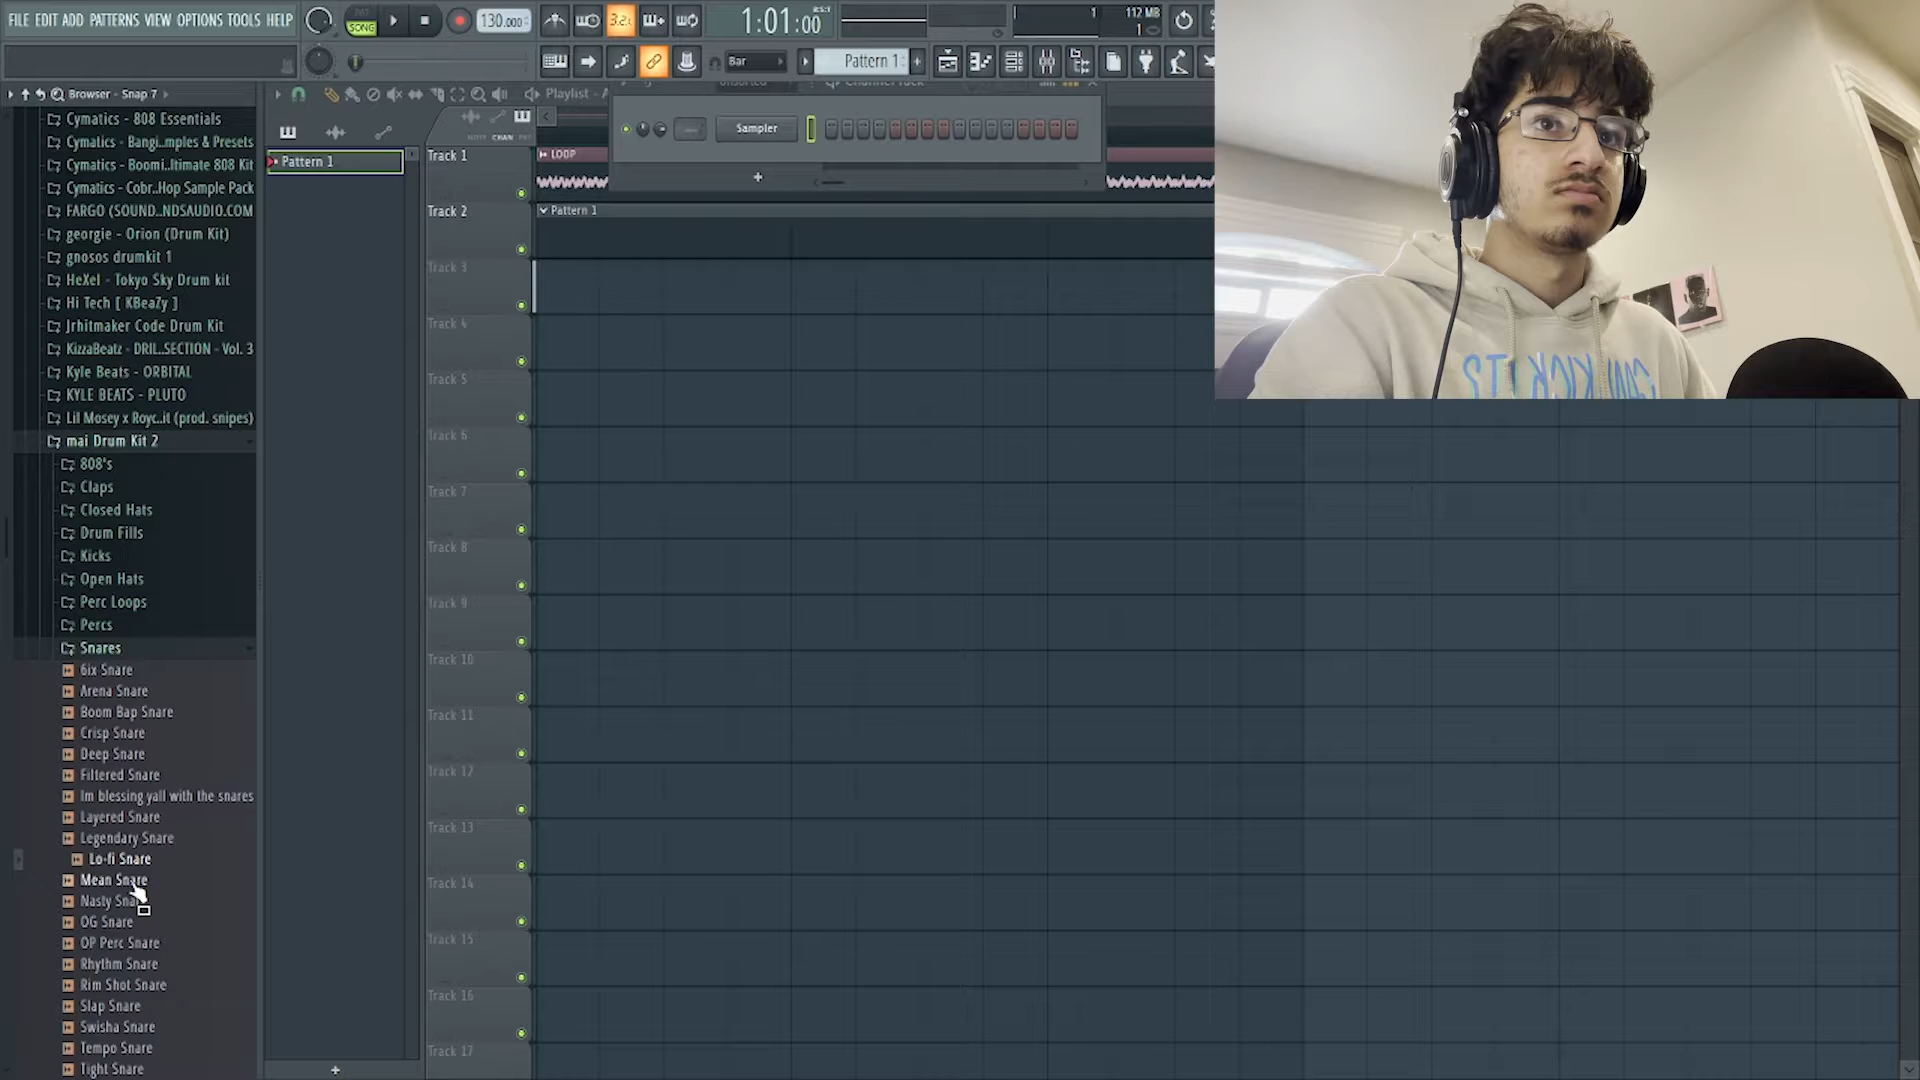 FILE EDIT ADD PATTERNS VIEW OPTIONS TOOLS HELP
SONG
130.000
3.2.
1:01:00
1
112 MB
1
Bar
Pattern 1
Browser - Snap 7
Playlist - A
Cymatics - 808 Essentials
Cymatics - Bangi..mples & Presets
Cymatics - Boomi..ltimate 808 Kit
Cymatics - Cobr..Hop Sample Pack
FARGO (SOUND..NDSAUDIO.COM
georgie - Orion (Drum Kit)
gnosos drumkit 1
HeXel - Tokyo Sky Drum kit
Hi Tech [ KBeaZy ]
Jrhitmaker Code Drum Kit
KizzaBeatz - DRIL..SECTION - Vol. 3
Kyle Beats - ORBITAL
KYLE BEATS - PLUTO
Lil Mosey x Royc..it (prod. snipes)
mai Drum Kit 2
808's
Claps
Closed Hats
Drum Fills
Kicks
Open Hats
Perc Loops
Percs
Snares
6ix Snare
Arena Snare
Boom Bap Snare
Crisp Snare
Deep Snare
Filtered Snare
Im blessing yall with the snares
Layered Snare
Legendary Snare
Lo-fi Snare
Mean Snare
Nasty Sna
OG Snare
OP Perc Snare
Rhythm Snare
Rim Shot Snare
Slap Snare
Swisha Snare
Tempo Snare
Tight Snare
Pattern 1
NOTE CHAN PAT
Sampler
Track 1
LOOP
Track 2
Pattern 1
Track 3
Track 4
Track 5
Track 6
Track 7
Track 8
Track 9
Track 10
Track 11
Track 12
Track 13
Track 14
Track 15
Track 16
Track 17